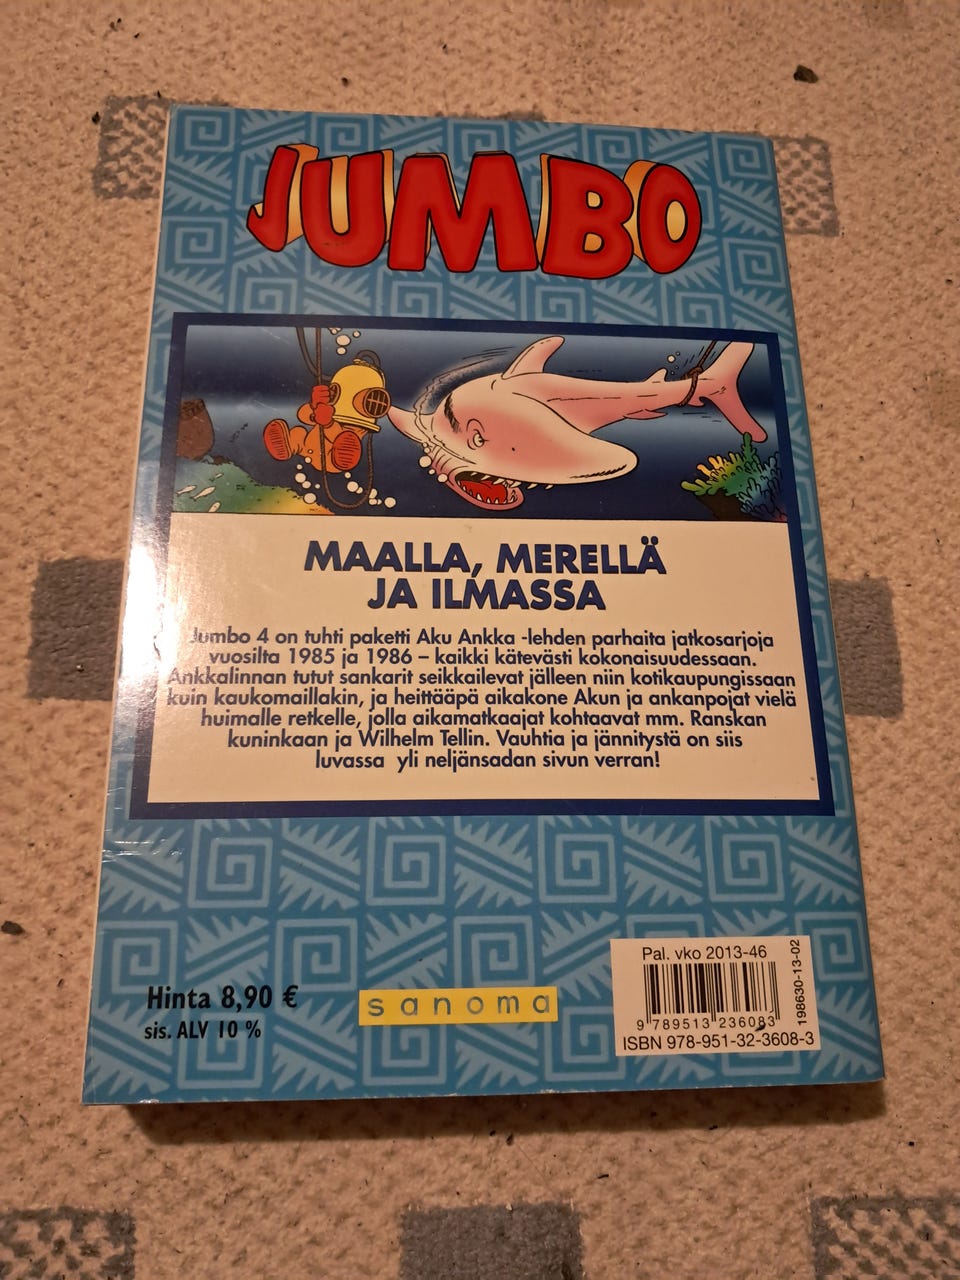 JUMBO
MAALLA, MERELLÄ
JA ILMASSA
Jumbo 4 on tuhti paketti Aku Ankka -lehden parhaita jatkosarjoja
vuosilta 1985 ja 1986 – kaikki kätevästi kokonaisuudessaan.
Ankkalinnan tutut sankarit seikkailevat jälleen niin kotikaupungissaan
kuin kaukomaillakin, ja heittääpä aikakone Akun ja ankanpojat vielä
huimalle retkelle, jolla aikamatkaajat kohtaavat mm. Ranskan
kuninkaan ja Wilhelm Tellin. Vauhtia ja jännitystä on siis
luvassa yli neljänsadan sivun verran!
Hinta 8,90 €
sis. ALV 10 %
sanoma
Pal. vko 2013-46
198630-13-02
9 789513 236083
ISBN 978-951-32-3608-3